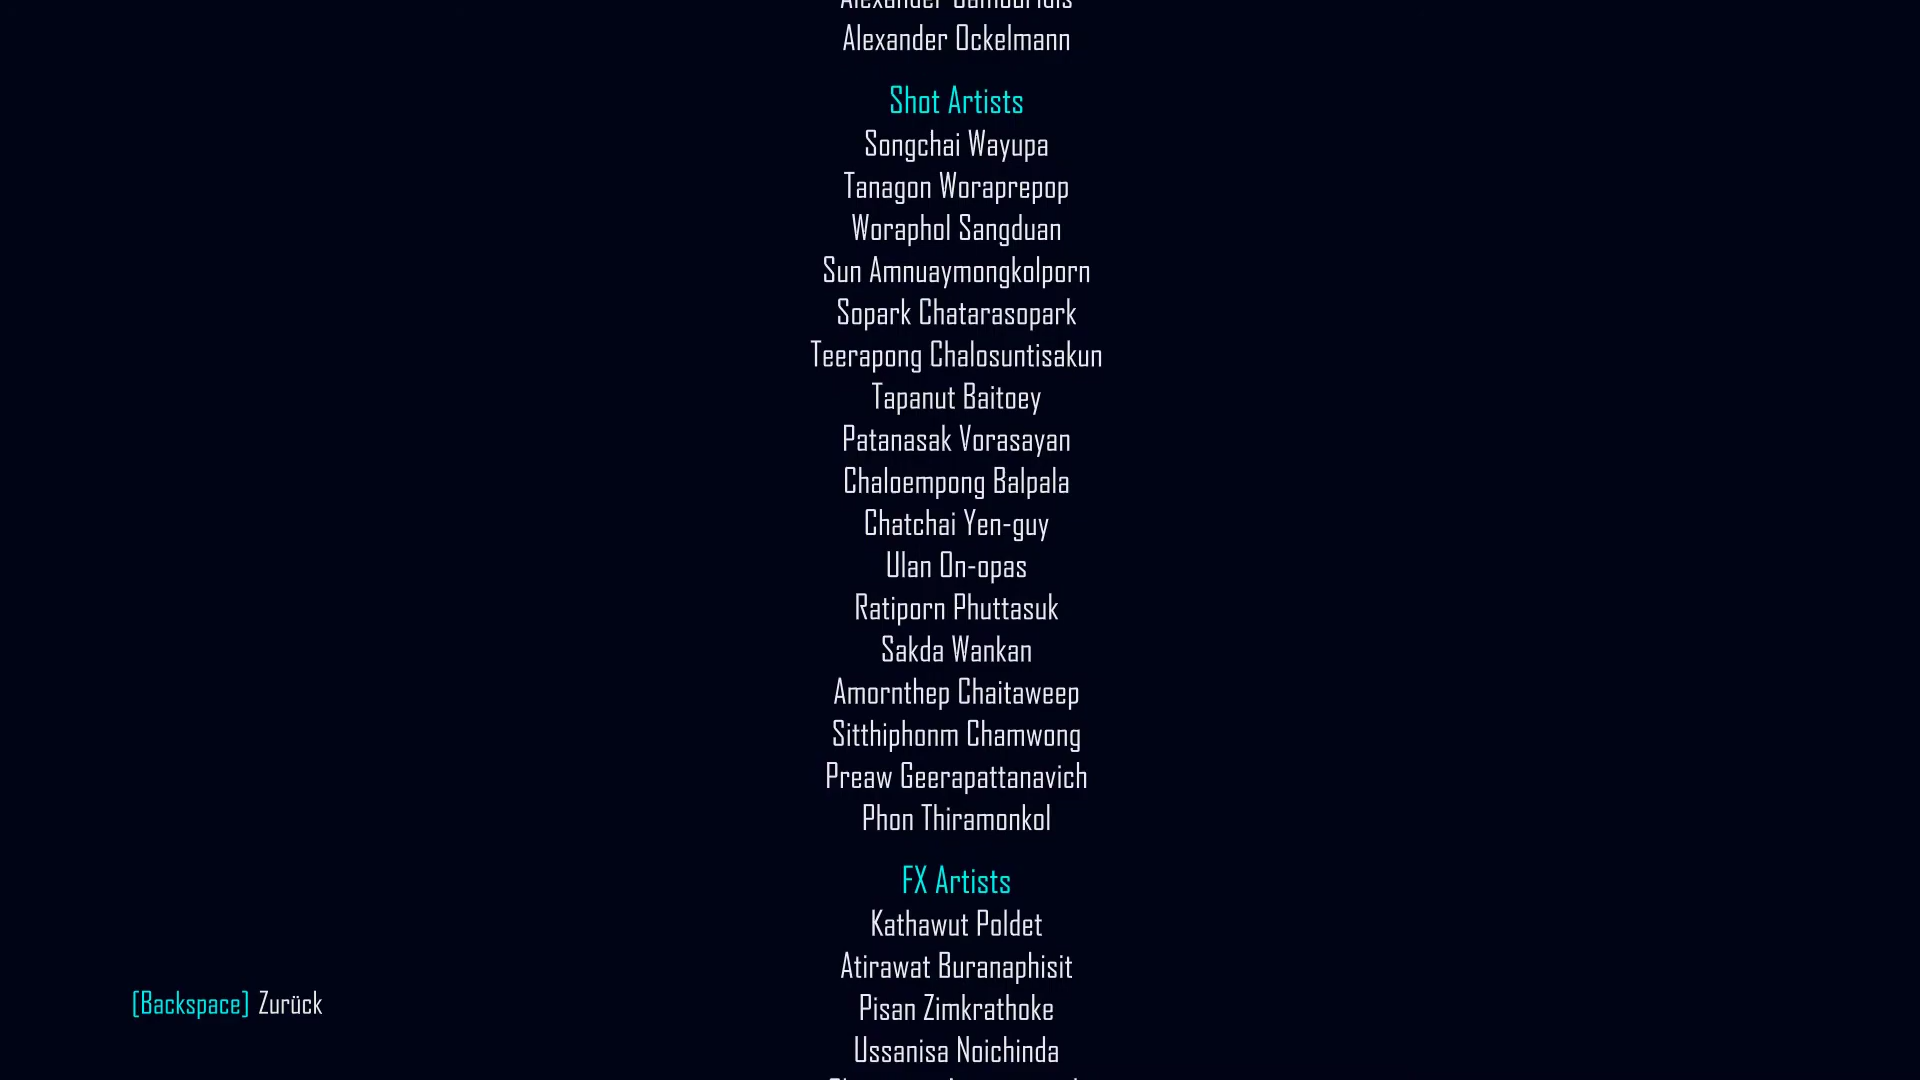 Alexander
Alexander Ockelmann
Shot Artists
Songchai Wayupa
Tanagon Woraprepop
Woraphol Sangduan
Sun Amnuaymongkolporn
Sopark Chatarasopark
Teerapong Chalosuntisakun
Tapanut Baitoey
Patanasak Vorasayan
Chaloempong Balpala
Chatchai Yen-guy
Ulan On-opas
Ratiporn Phuttasuk
Sakda Wankan
Amornthep Chaitaweep
Sitthiphonm Chamwong
Preaw Geerapattanavich
Phon Thiramonkol
FX Artists
Kathawut Poldet
Atirawat Buranaphisit
Pisan Zimkrathoke
Ussanisa Noichinda
[Backspace] Zurück